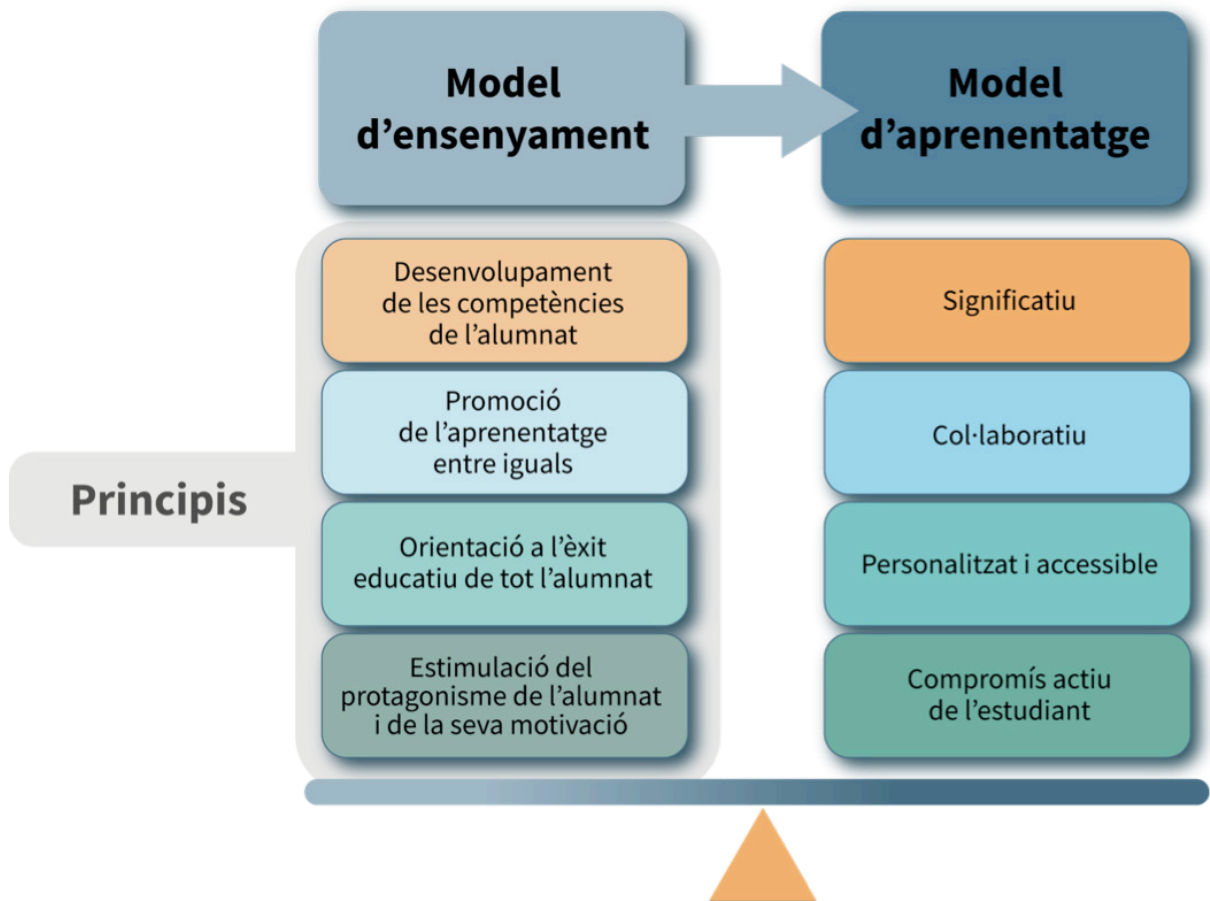 Model
d’ensenyament
Model
d’aprenentatge
Principis
Desenvolupament
de les competències
de l’alumnat
Significatiu
Promoció
de l’aprenentatge
entre iguals
Col·laboratiu
Orientació a l’èxit
educatiu de tot l’alumnat
Personalitzat i accessible
Estimulació del
protagonisme de l’alumnat
i de la seva motivació
Compromís actiu
de l’estudiant